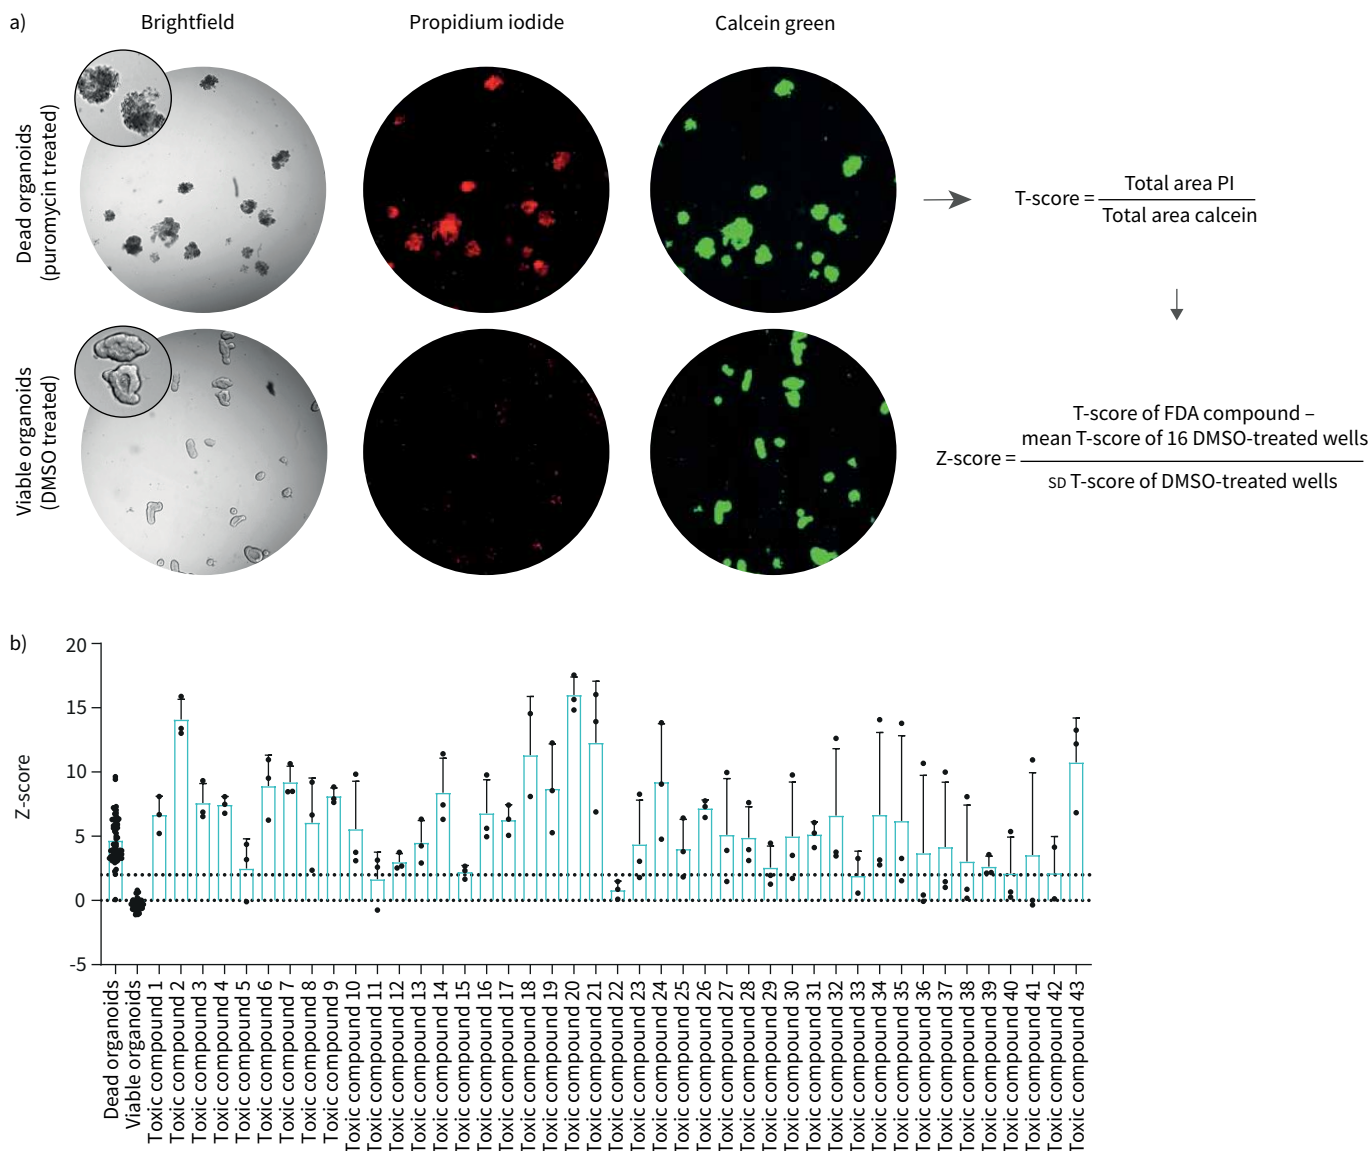 a)
Brightfield
Propidium iodide
Calcein green
Dead organoids
(puromycin treated)
T-score =
Total area PI
Total area calcein
Viable organoids
(DMSO treated)
Z-score =
T-score of FDA compound –
mean T-score of 16 DMSO-treated wells
SD T-score of DMSO-treated wells
b)
Z-score
20
15
10
5
0
-5
Dead organoids
Viable organoids
Toxic compound 1
Toxic compound 2
Toxic compound 3
Toxic compound 4
Toxic compound 5
Toxic compound 6
Toxic compound 7
Toxic compound 8
Toxic compound 9
Toxic compound 10
Toxic compound 11
Toxic compound 12
Toxic compound 13
Toxic compound 14
Toxic compound 15
Toxic compound 16
Toxic compound 17
Toxic compound 18
Toxic compound 19
Toxic compound 20
Toxic compound 21
Toxic compound 22
Toxic compound 23
Toxic compound 24
Toxic compound 25
Toxic compound 26
Toxic compound 27
Toxic compound 28
Toxic compound 29
Toxic compound 30
Toxic compound 31
Toxic compound 32
Toxic compound 33
Toxic compound 34
Toxic compound 35
Toxic compound 36
Toxic compound 37
Toxic compound 38
Toxic compound 39
Toxic compound 40
Toxic compound 41
Toxic compound 42
Toxic compound 43